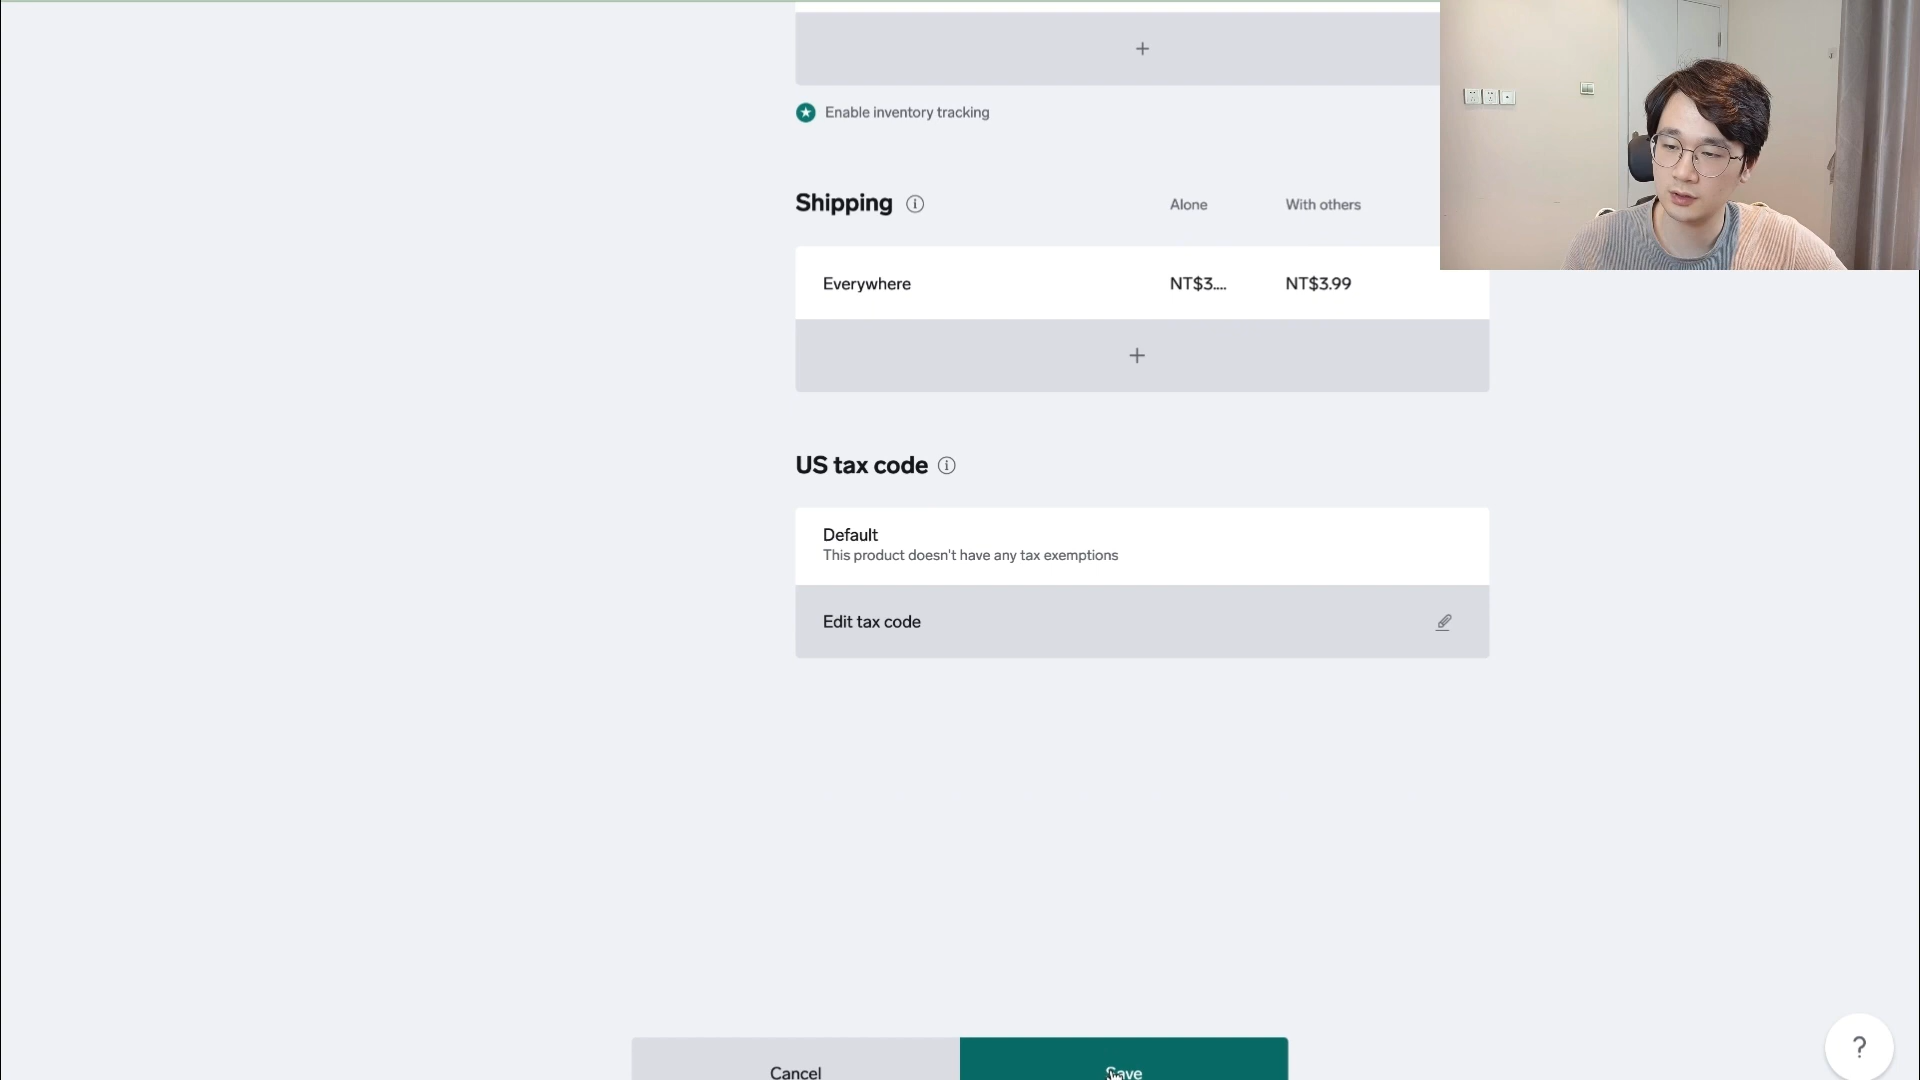 +
Enable inventory tracking
Shipping Alone With others
Everywhere NT$3.... NT$3.99
+
US tax code
Default
This product doesn't have any tax exemptions
Edit tax code
Cancel Save
?